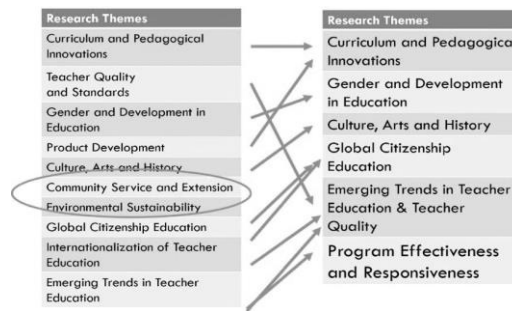 Research Themes
Curriculum and Pedagogical
Innovations
Teacher Quality
and Standards
Gender and Development in
Education
Product Development
Culture, Arts and History
Community Service and Extension
Environmental Sustainability
Global Citizenship Education
Internationalization of Teacher
Education
Emerging Trends in Teacher
Education
Research Themes
Curriculum and Pedagogica
Innovations
Gender and Development
in Education
Culture, Arts and History
Global Citizenship
Education
Emerging Trends in Teacher
Education & Teacher
Quality
Program Effectiveness
and Responsiveness